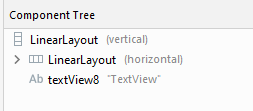 Component Tree
LinearLayout (vertical)
LinearLayout (horizontal)
Ab textView8 "TextView"